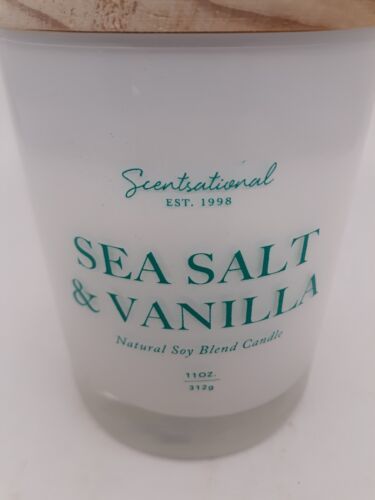 Scentsational
EST. 1998
SEA SALT
& VANILLA
Natural Soy Blend Candle
11OZ.
312g